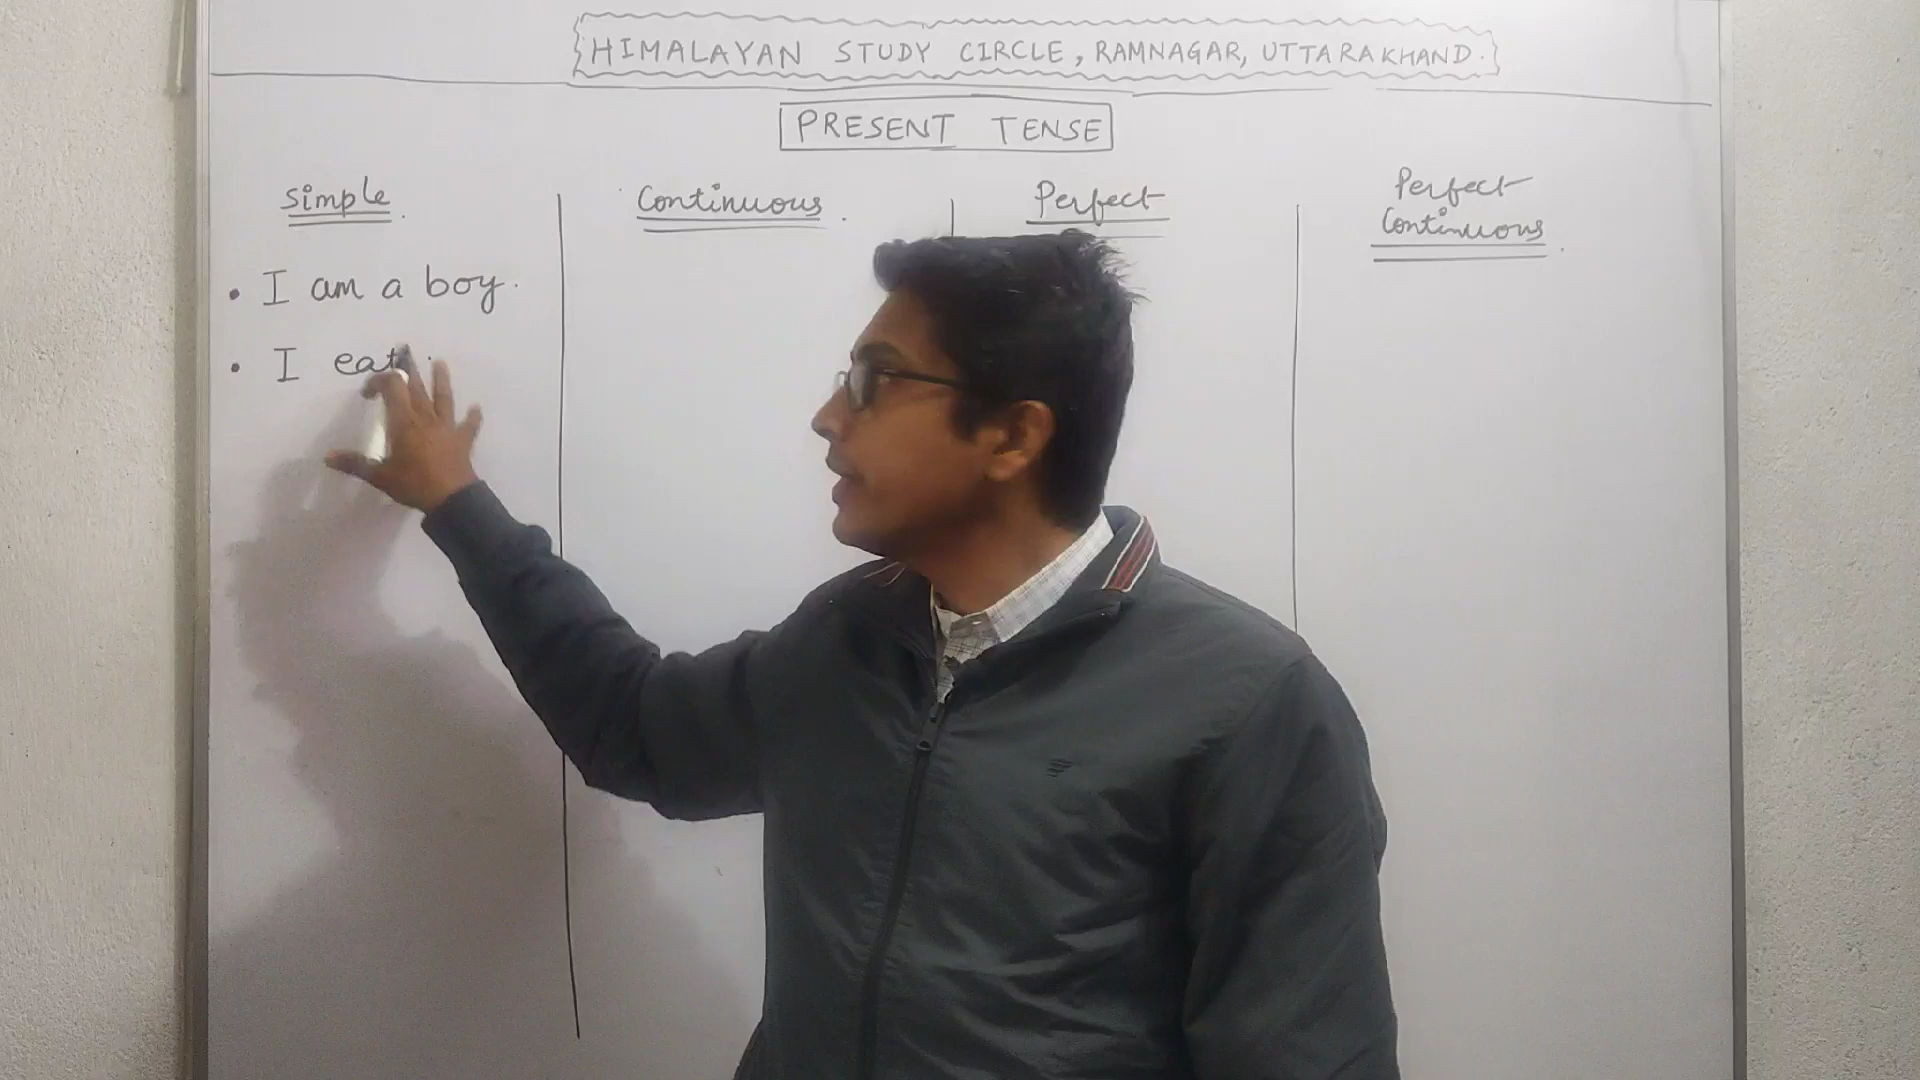 HIMALAYAN STUDY CIRCLE, RAMNAGAR, UTTARAKHAND.
PRESENT TENSE
Simple.
Continuous.
Perfect
Perfect
Continuous.
• I am a boy.
• I eat.